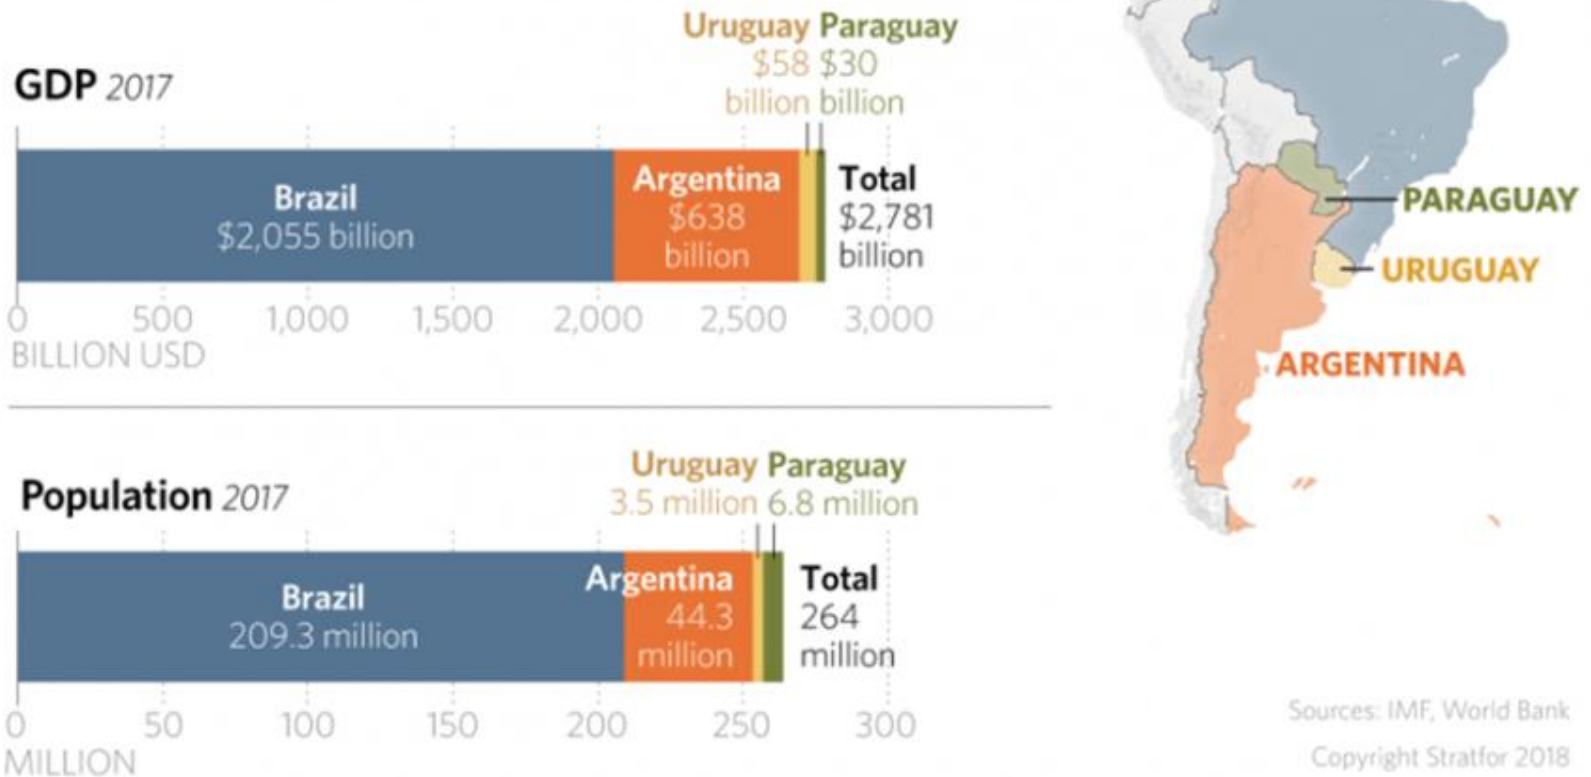 GDP 2017
Uruguay Paraguay
$58 $30
billion billion
Brazil
$2,055 billion
Argentina
$638
billion
Total
$2,781
billion
0 500 1,000 1,500 2,000 2,500 3,000
BILLION USD
Population 2017
Uruguay Paraguay
3.5 million 6.8 million
Brazil
209.3 million
Argentina
44.3
million
Total
264
million
0 50 100 150 200 250 300
MILLION
PARAGUAY
URUGUAY
ARGENTINA
Sources: IMF, World Bank
Copyright Stratfor 2018